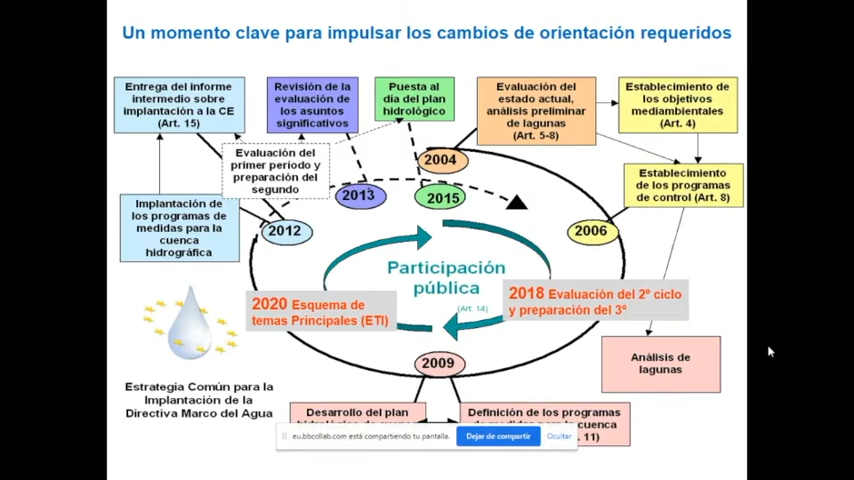 Un momento clave para impulsar los cambios de orientación requeridos
Entrega del informe
intermedio sobre
implantación a la CE
(Art. 15)
Revisión de la
evaluación de
los asuntos
significativos
Puesta al
día del plan
hidrológico
Evaluación del
estado actual,
análisis preliminar
de lagunas
(Art. 5-8)
Establecimiento de
los objetivos
mediambientales
(Art. 4)
Evaluación del
primer período y
preparación del
segundo
2004
Establecimiento
de los programas
de control (Art. 8)
2013
2015
Implantación de
los programas de
medidas para la
cuenca
hidrográfica
2012
2006
Participación
pública
(Art. 14)
2020 Esquema de
temas Principales (ETI)
2018 Evaluación del 2º ciclo
y preparación del 3º
Análisis de
lagunas
2009
Estrategia Común para la
Implantación de la
Directiva Marco del Agua
Desarrollo del plan
Definición de los programas
cuenca
11)
eu.bbcollab.com está compartiendo tu pantalla.
Dejar de compartir
Ocultar